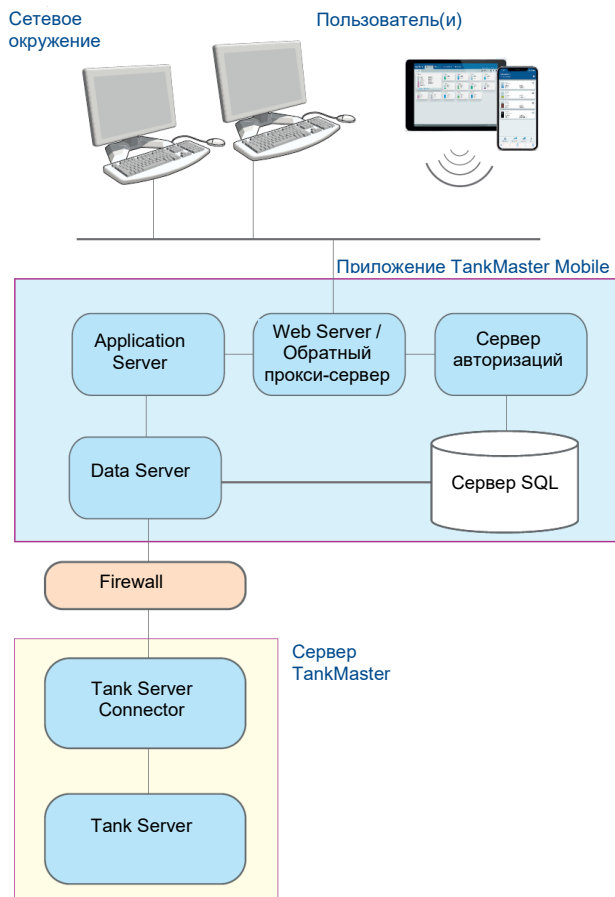 Сетевое
окружение
Пользователь(и)
Приложение TankMaster Mobile
Application
Server
Web Server /
Обратный
прокси-сервер
Сервер
авторизаций
Data Server
Сервер SQL
Firewall
Сервер
TankMaster
Tank Server
Connector
Tank Server